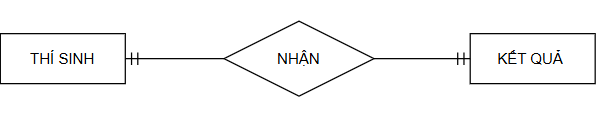 THÍ SINH
NHẬN
KẾT QUẢ